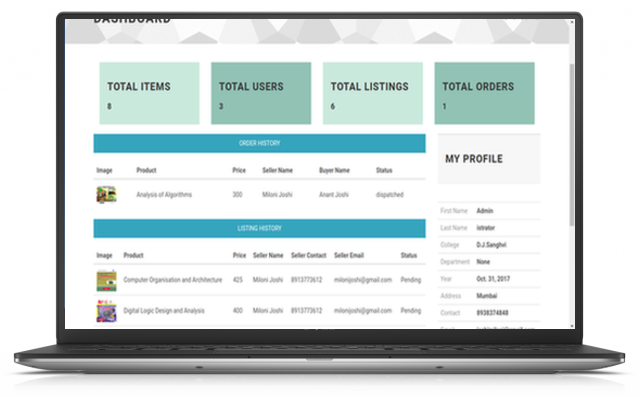 DASHBOARD
TOTAL ITEMS
8
TOTAL USERS
3
TOTAL LISTINGS
6
TOTAL ORDERS
1
ORDER HISTORY
Image Product Price Seller Name Buyer Name Status
Analysis of Algorithms 300 Miloni Joshi Anant Joshi dispatched
LISTING HISTORY
Image Product Price Seller Name Seller Contact Seller Email Status
Computer Organisation and Architecture 425 Miloni Joshi 8913773612 milonijoshi@gmail.com Pending
Digital Logic Design and Analysis 400 Miloni Joshi 8913773612 milonijoshi@gmail.com Pending
MY PROFILE
First Name Admin
Last Name istrator
College D.J.Sanghvi
Department None
Year Oct. 31, 2017
Address Mumbai
Contact 8938374848